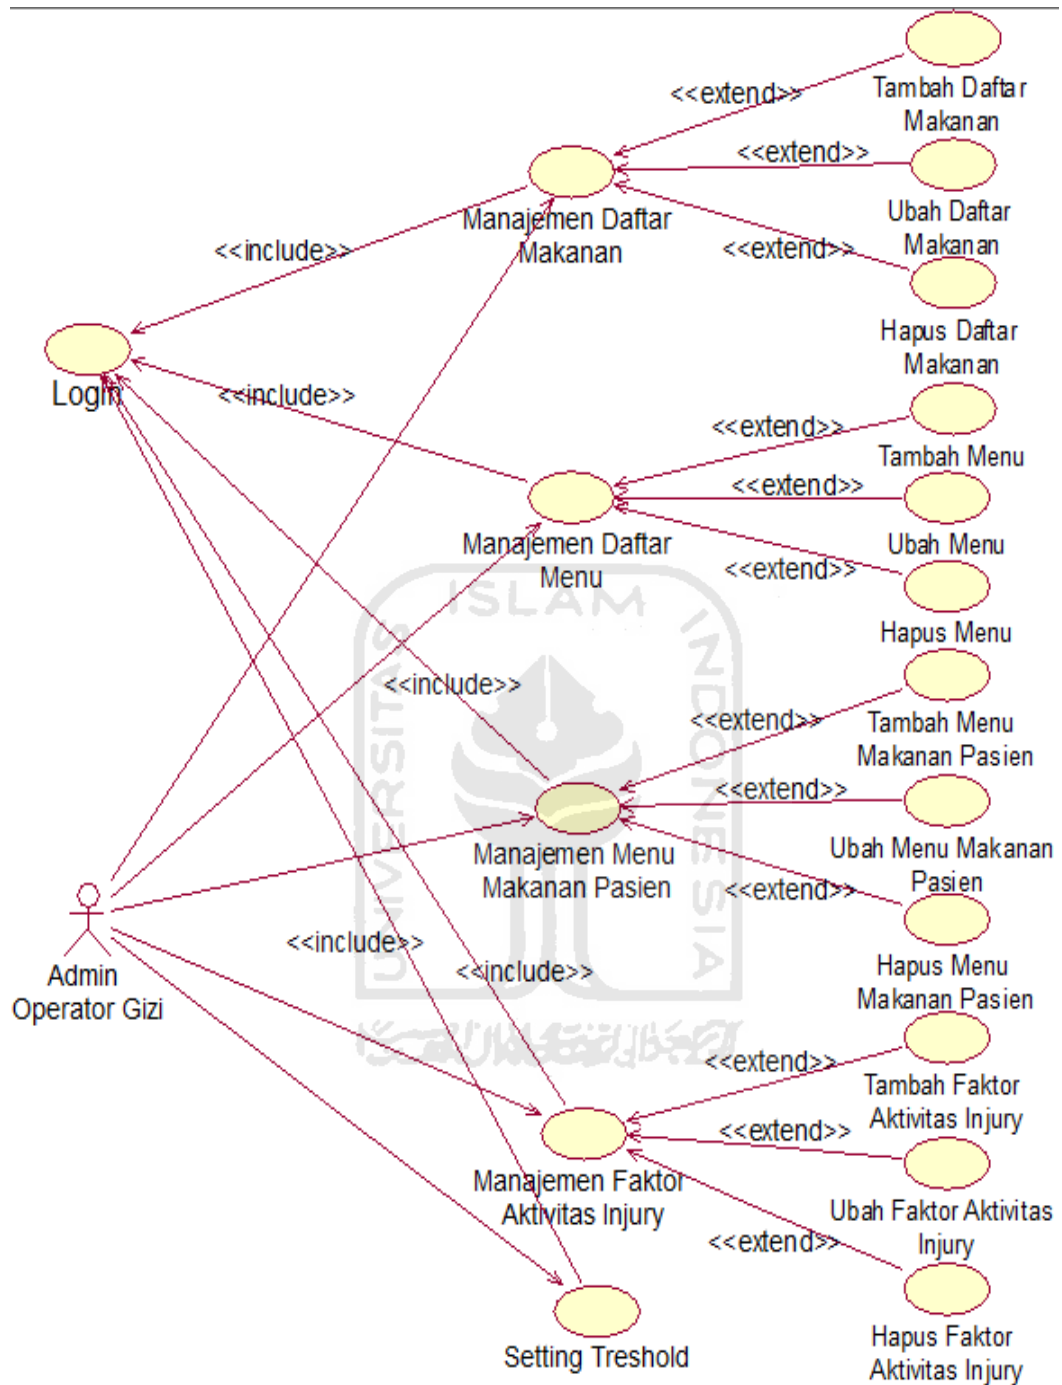 <<extend>>
Tambah Daftar
Makanan
<<extend>>
Ubah Daftar
Makanan
Manajemen Daftar
Makanan
<<include>>
<<extend>>
Hapus Daftar
Makanan
Login
<<include>>
<<extend>>
Tambah Menu
<<extend>>
Ubah Menu
Manajemen Daftar
Menu
<<extend>>
Hapus Menu
UNIVERSITAS
ISLAM
INDONESIA
<<include>>
<<extend>>
Tambah Menu
Makanan Pasien
<<extend>>
Ubah Menu Makanan
Pasien
Manajemen Menu
Makanan Pasien
<<extend>>
Hapus Menu
Makanan Pasien
Admin
Operator Gizi
<<include>>
<<include>>
<<extend>>
Tambah Faktor
Aktivitas Injury
<<extend>>
Ubah Faktor Aktivitas
Injury
Manajemen Faktor
Aktivitas Injury
<<extend>>
Hapus Faktor
Aktivitas Injury
Setting Treshold